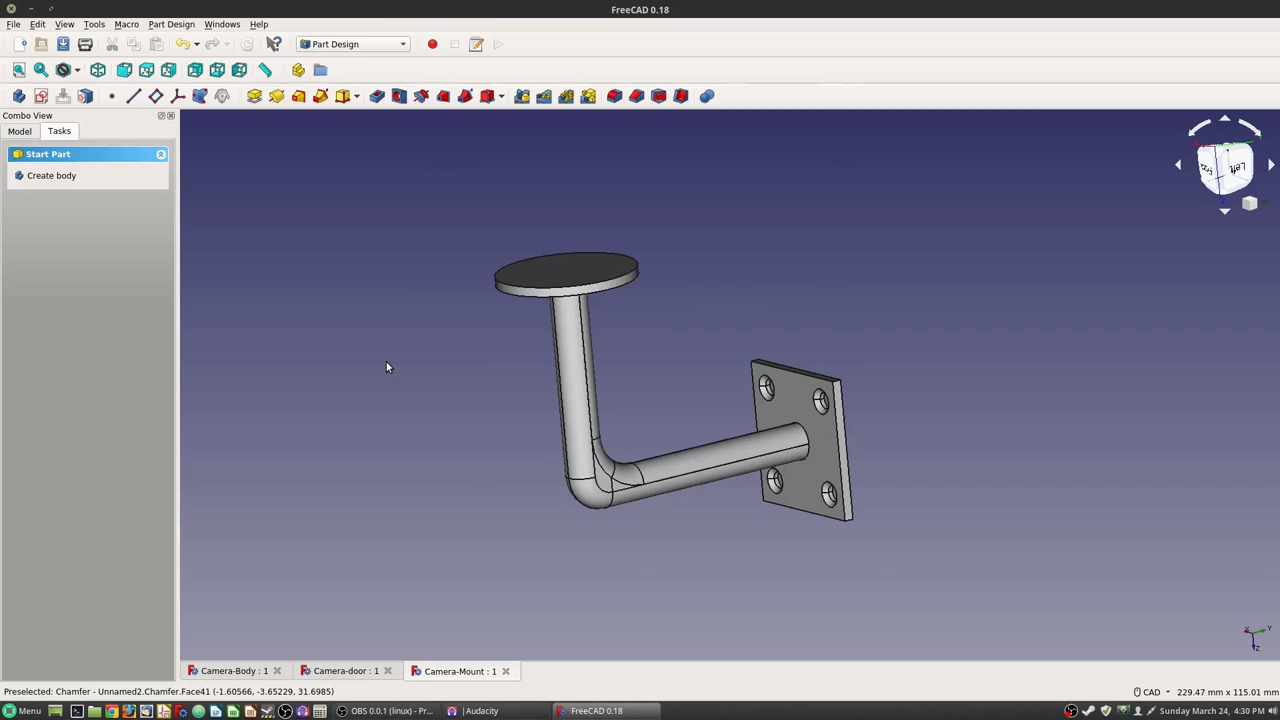 FreeCAD 0.18
File Edit View Tools Macro Part Design Windows Help
Part Design
Combo View
Model Tasks
Start Part
Create body
Left
Camera-Body : 1 Camera-door : 1 Camera-Mount : 1
Preselected: Chamfer - Unnamed2.Chamfer.Face41 (-1.60566, -3.65229, 31.6985) CAD 229.47 mm x 115.01 mm
Menu OBS 0.0.1 (linux) - Pr... Audacity FreeCAD 0.18 Sunday March 24, 4:30 PM